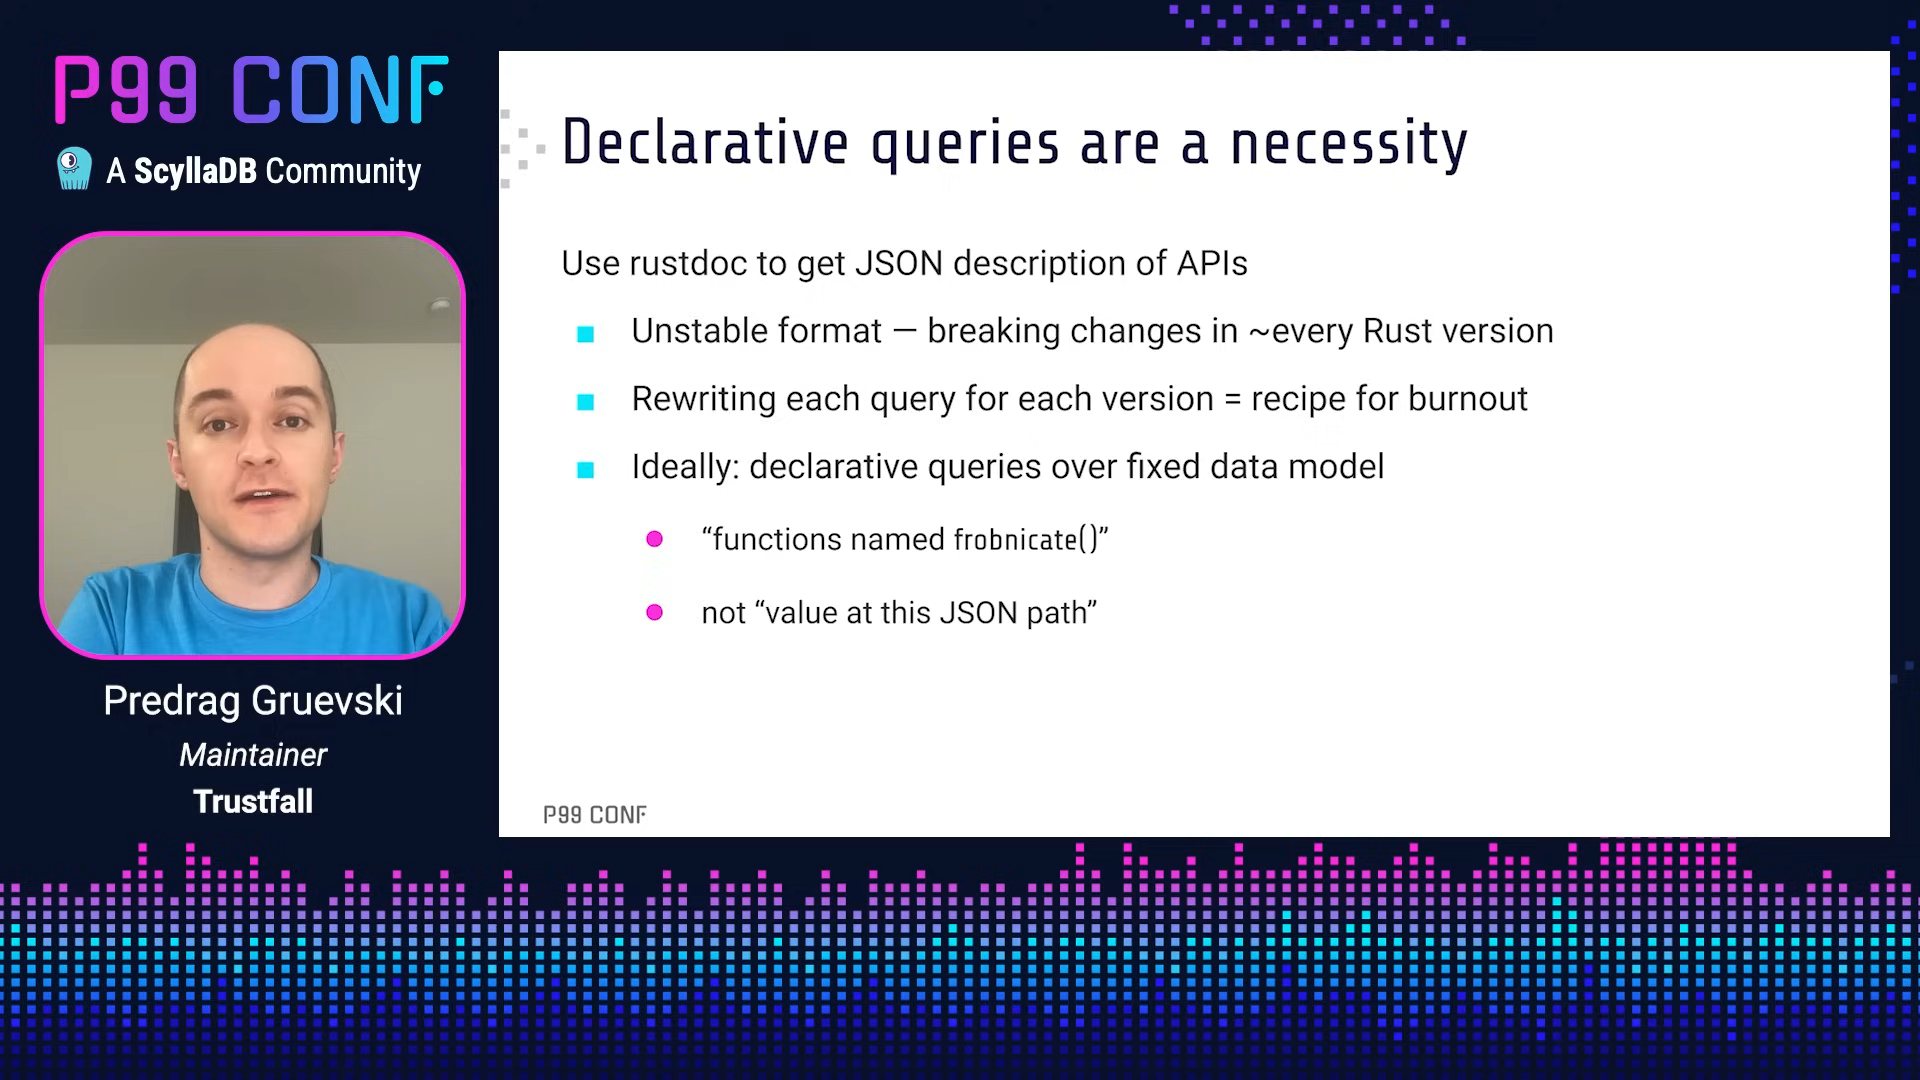 P99 CONF
A ScyllaDB Community
Predrag Gruevski
Maintainer
Trustfall
Declarative queries are a necessity
Use rustdoc to get JSON description of APIs
Unstable format — breaking changes in ~every Rust version
Rewriting each query for each version = recipe for burnout
Ideally: declarative queries over fixed data model
“functions named frobnicate()”
not “value at this JSON path”
P99 CONF